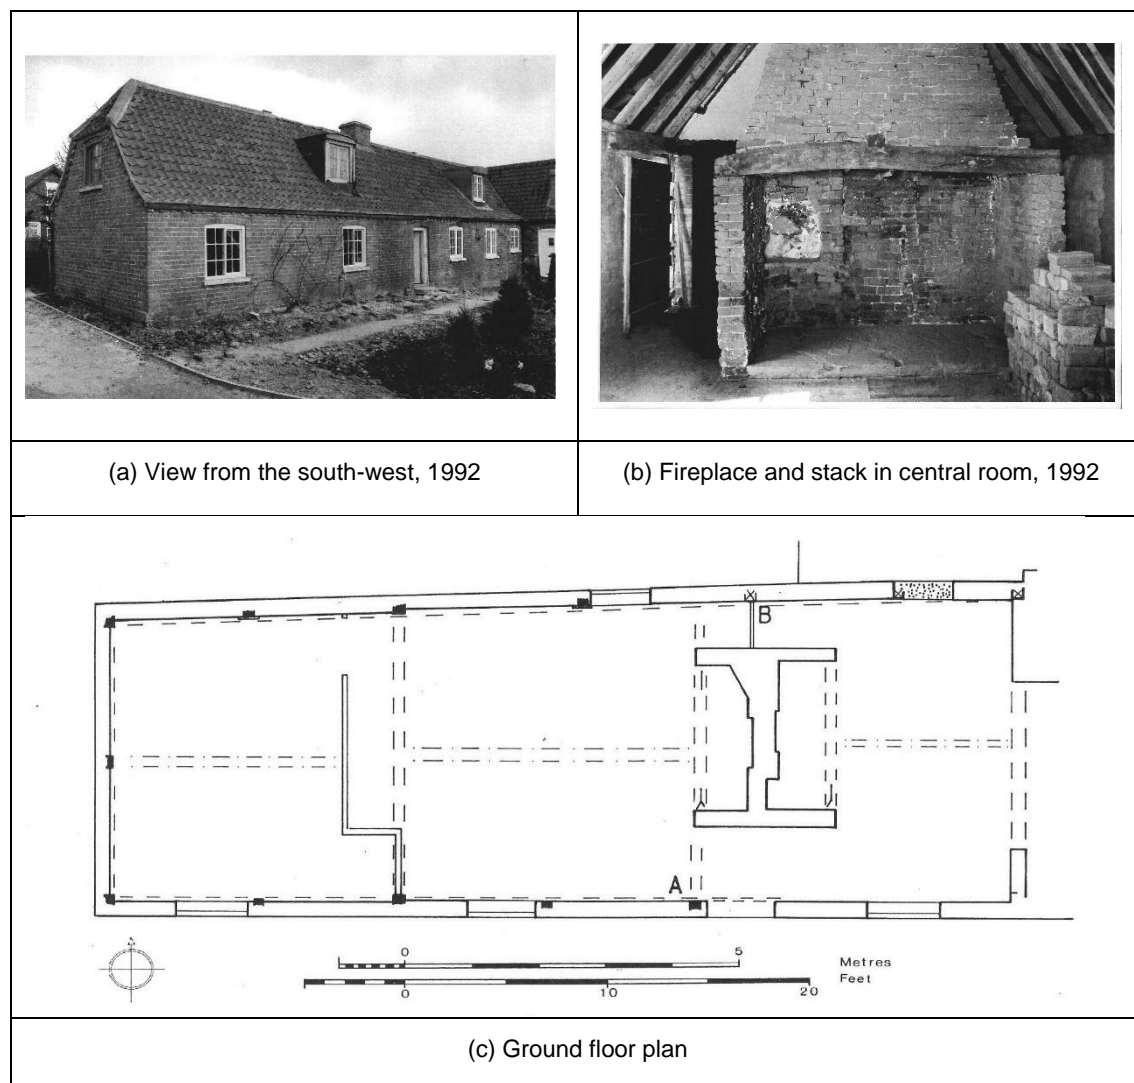 (a) View from the south-west, 1992
(b) Fireplace and stack in central room, 1992
B
A
0 5
Metres
Feet
0 10 20
(c) Ground floor plan